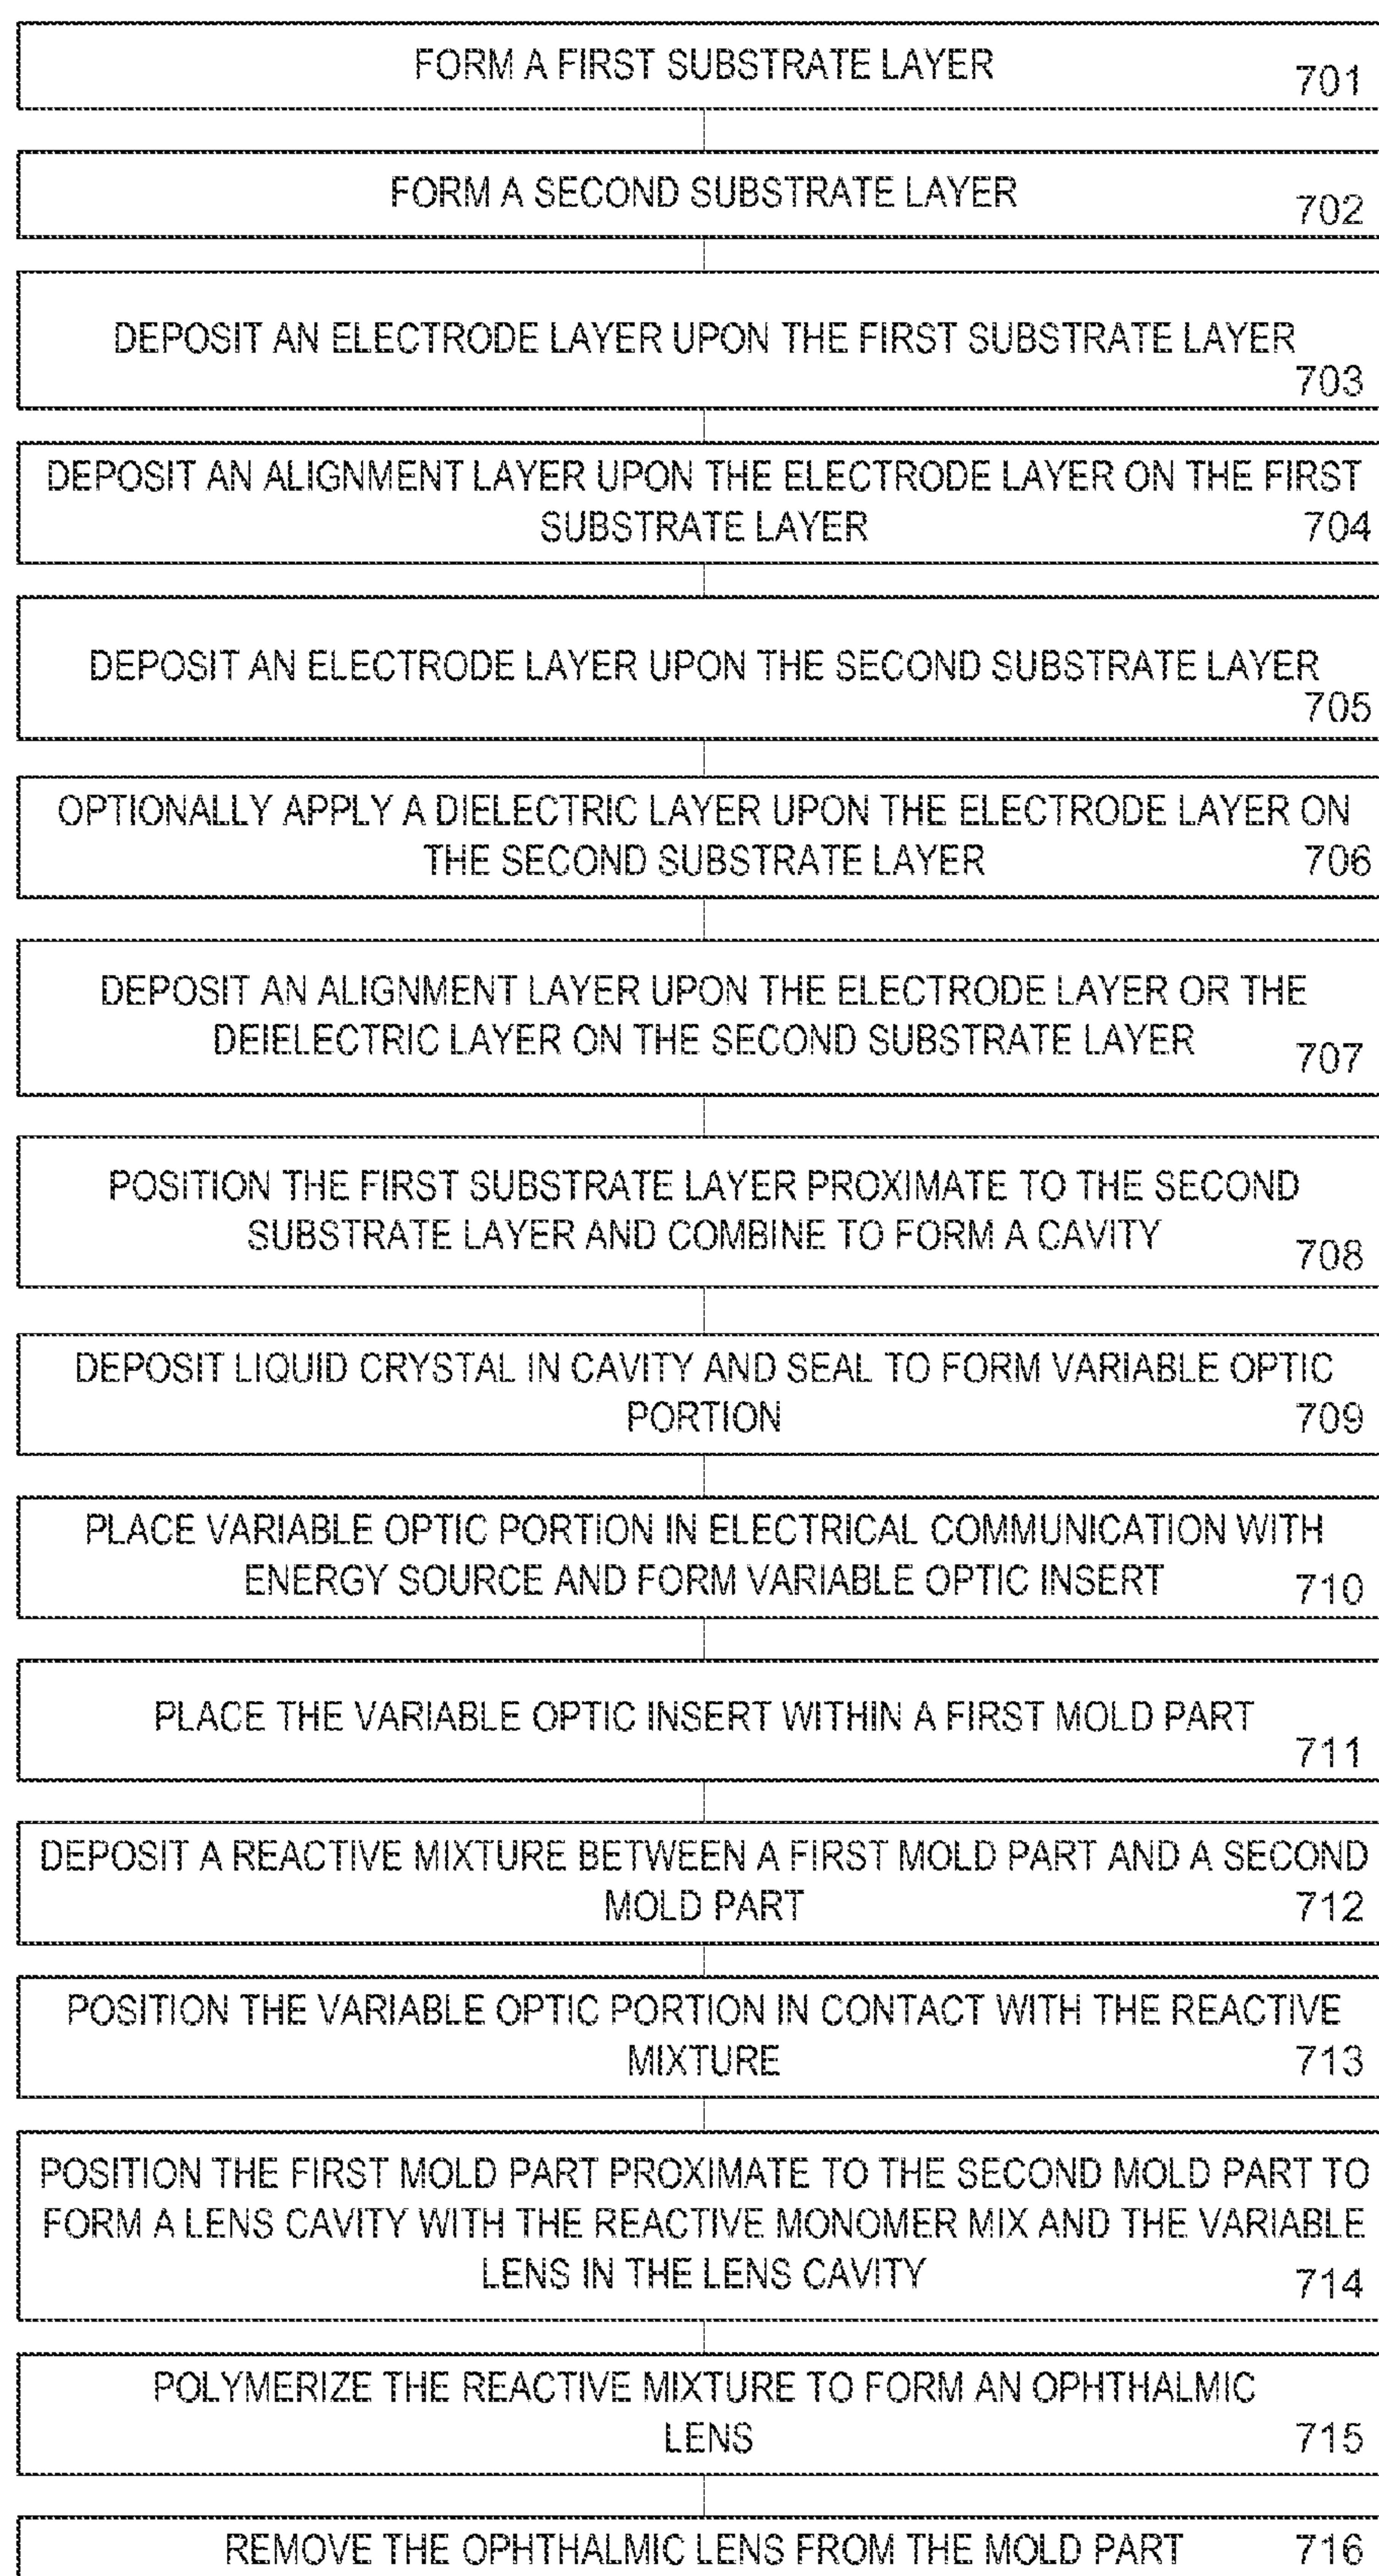 FORM A FIRST SUBSTRATE LAYER
701
FORM A SECOND SUBSTRATE LAYER
702
DEPOSIT AN ELECTRODE LAYER UPON THE FIRST SUBSTRATE LAYER
703
DEPOSIT AN ALIGNMENT LAYER UPON THE ELECTRODE LAYER ON THE FIRST
SUBSTRATE LAYER 704
DEPOSIT AN ELECTRODE LAYER UPON THE SECOND SUBSTRATE LAYER
705
OPTIONALLY APPLY A DIELECTRIC LAYER UPON THE ELECTRODE LAYER ON
THE SECOND SUBSTRATE LAYER 706
DEPOSIT AN ALIGNMENT LAYER UPON THE ELECTRODE LAYER OR THE
DEIELECTRIC LAYER ON THE SECOND SUBSTRATE LAYER 707
POSITION THE FIRST SUBSTRATE LAYER PROXIMATE TO THE SECOND
SUBSTRATE LAYER AND COMBINE TO FORM A CAVITY 708
DEPOSIT LIQUID CRYSTAL IN CAVITY AND SEAL TO FORM VARIABLE OPTIC
PORTION 709
PLACE VARIABLE OPTIC PORTION IN ELECTRICAL COMMUNICATION WITH
ENERGY SOURCE AND FORM VARIABLE OPTIC INSERT 710
PLACE THE VARIABLE OPTIC INSERT WITHIN A FIRST MOLD PART
711
DEPOSIT A REACTIVE MIXTURE BETWEEN A FIRST MOLD PART AND A SECOND
MOLD PART 712
POSITION THE VARIABLE OPTIC PORTION IN CONTACT WITH THE REACTIVE
MIXTURE 713
POSITION THE FIRST MOLD PART PROXIMATE TO THE SECOND MOLD PART TO
FORM A LENS CAVITY WITH THE REACTIVE MONOMER MIX AND THE VARIABLE
LENS IN THE LENS CAVITY 714
POLYMERIZE THE REACTIVE MIXTURE TO FORM AN OPHTHALMIC
LENS 715
REMOVE THE OPHTHALMIC LENS FROM THE MOLD PART 716